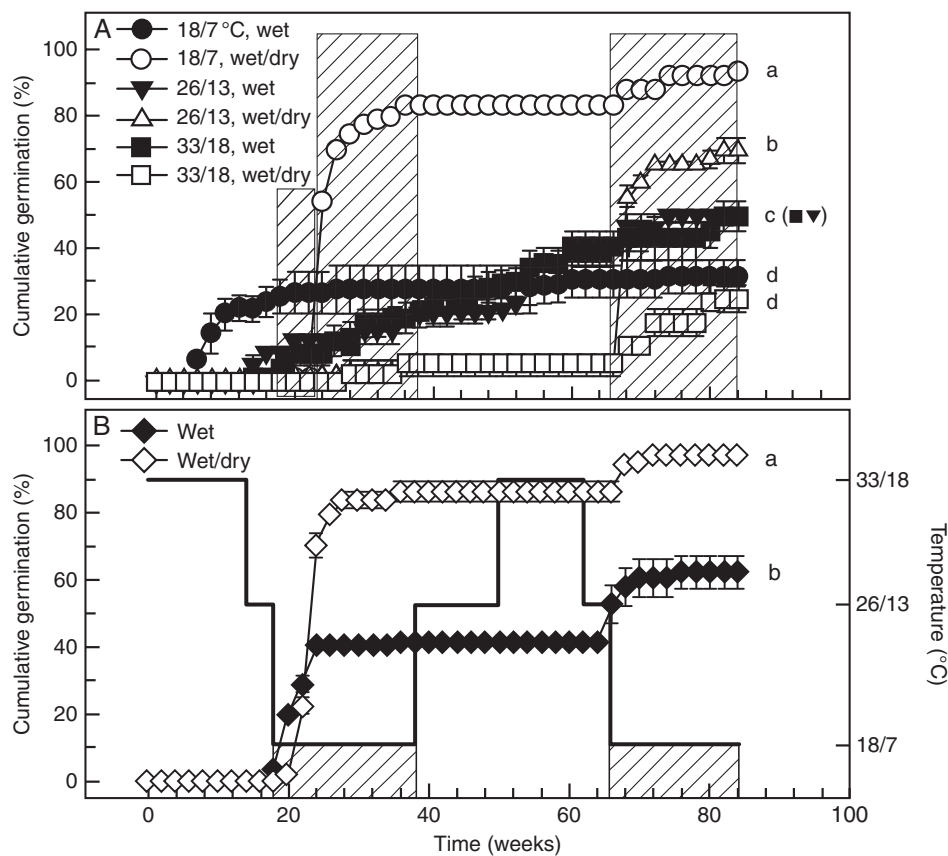 A
18/7 °C, wet
18/7, wet/dry
26/13, wet
26/13, wet/dry
33/18, wet
33/18, wet/dry
Cumulative germination (%)
100
80
60
40
20
0
a
b
c (■▼)
d
d
B
Wet
Wet/dry
Cumulative germination (%)
100
80
60
40
20
0
a
b
33/18
26/13
18/7
Temperature (°C)
0 20 40 60 80 100
Time (weeks)